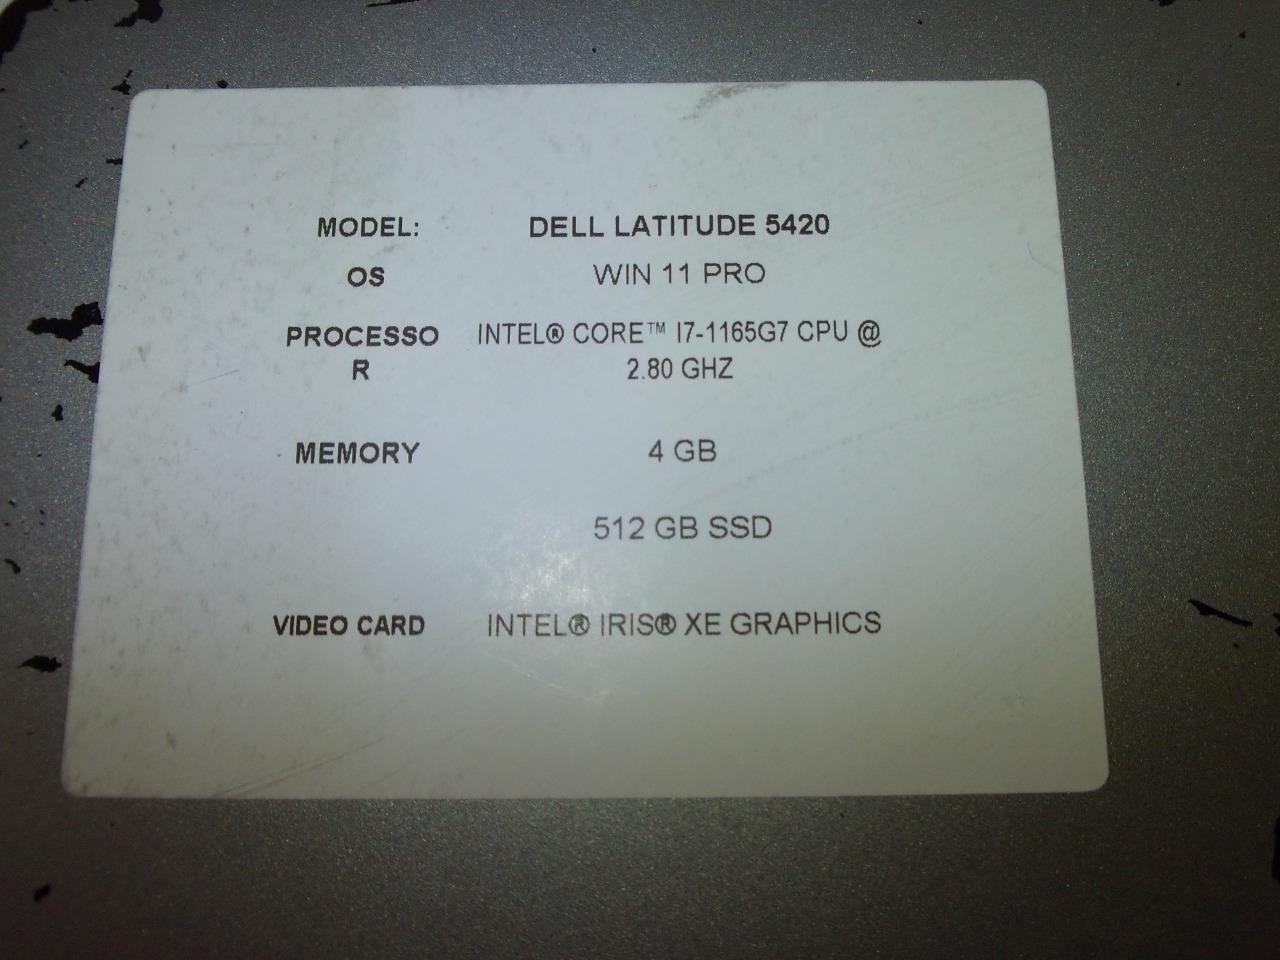 MODEL: DELL LATITUDE 5420
OS WIN 11 PRO
PROCESSO INTEL® CORE™ I7-1165G7 CPU @
R 2.80 GHZ
MEMORY 4 GB
512 GB SSD
VIDEO CARD INTEL® IRIS® XE GRAPHICS